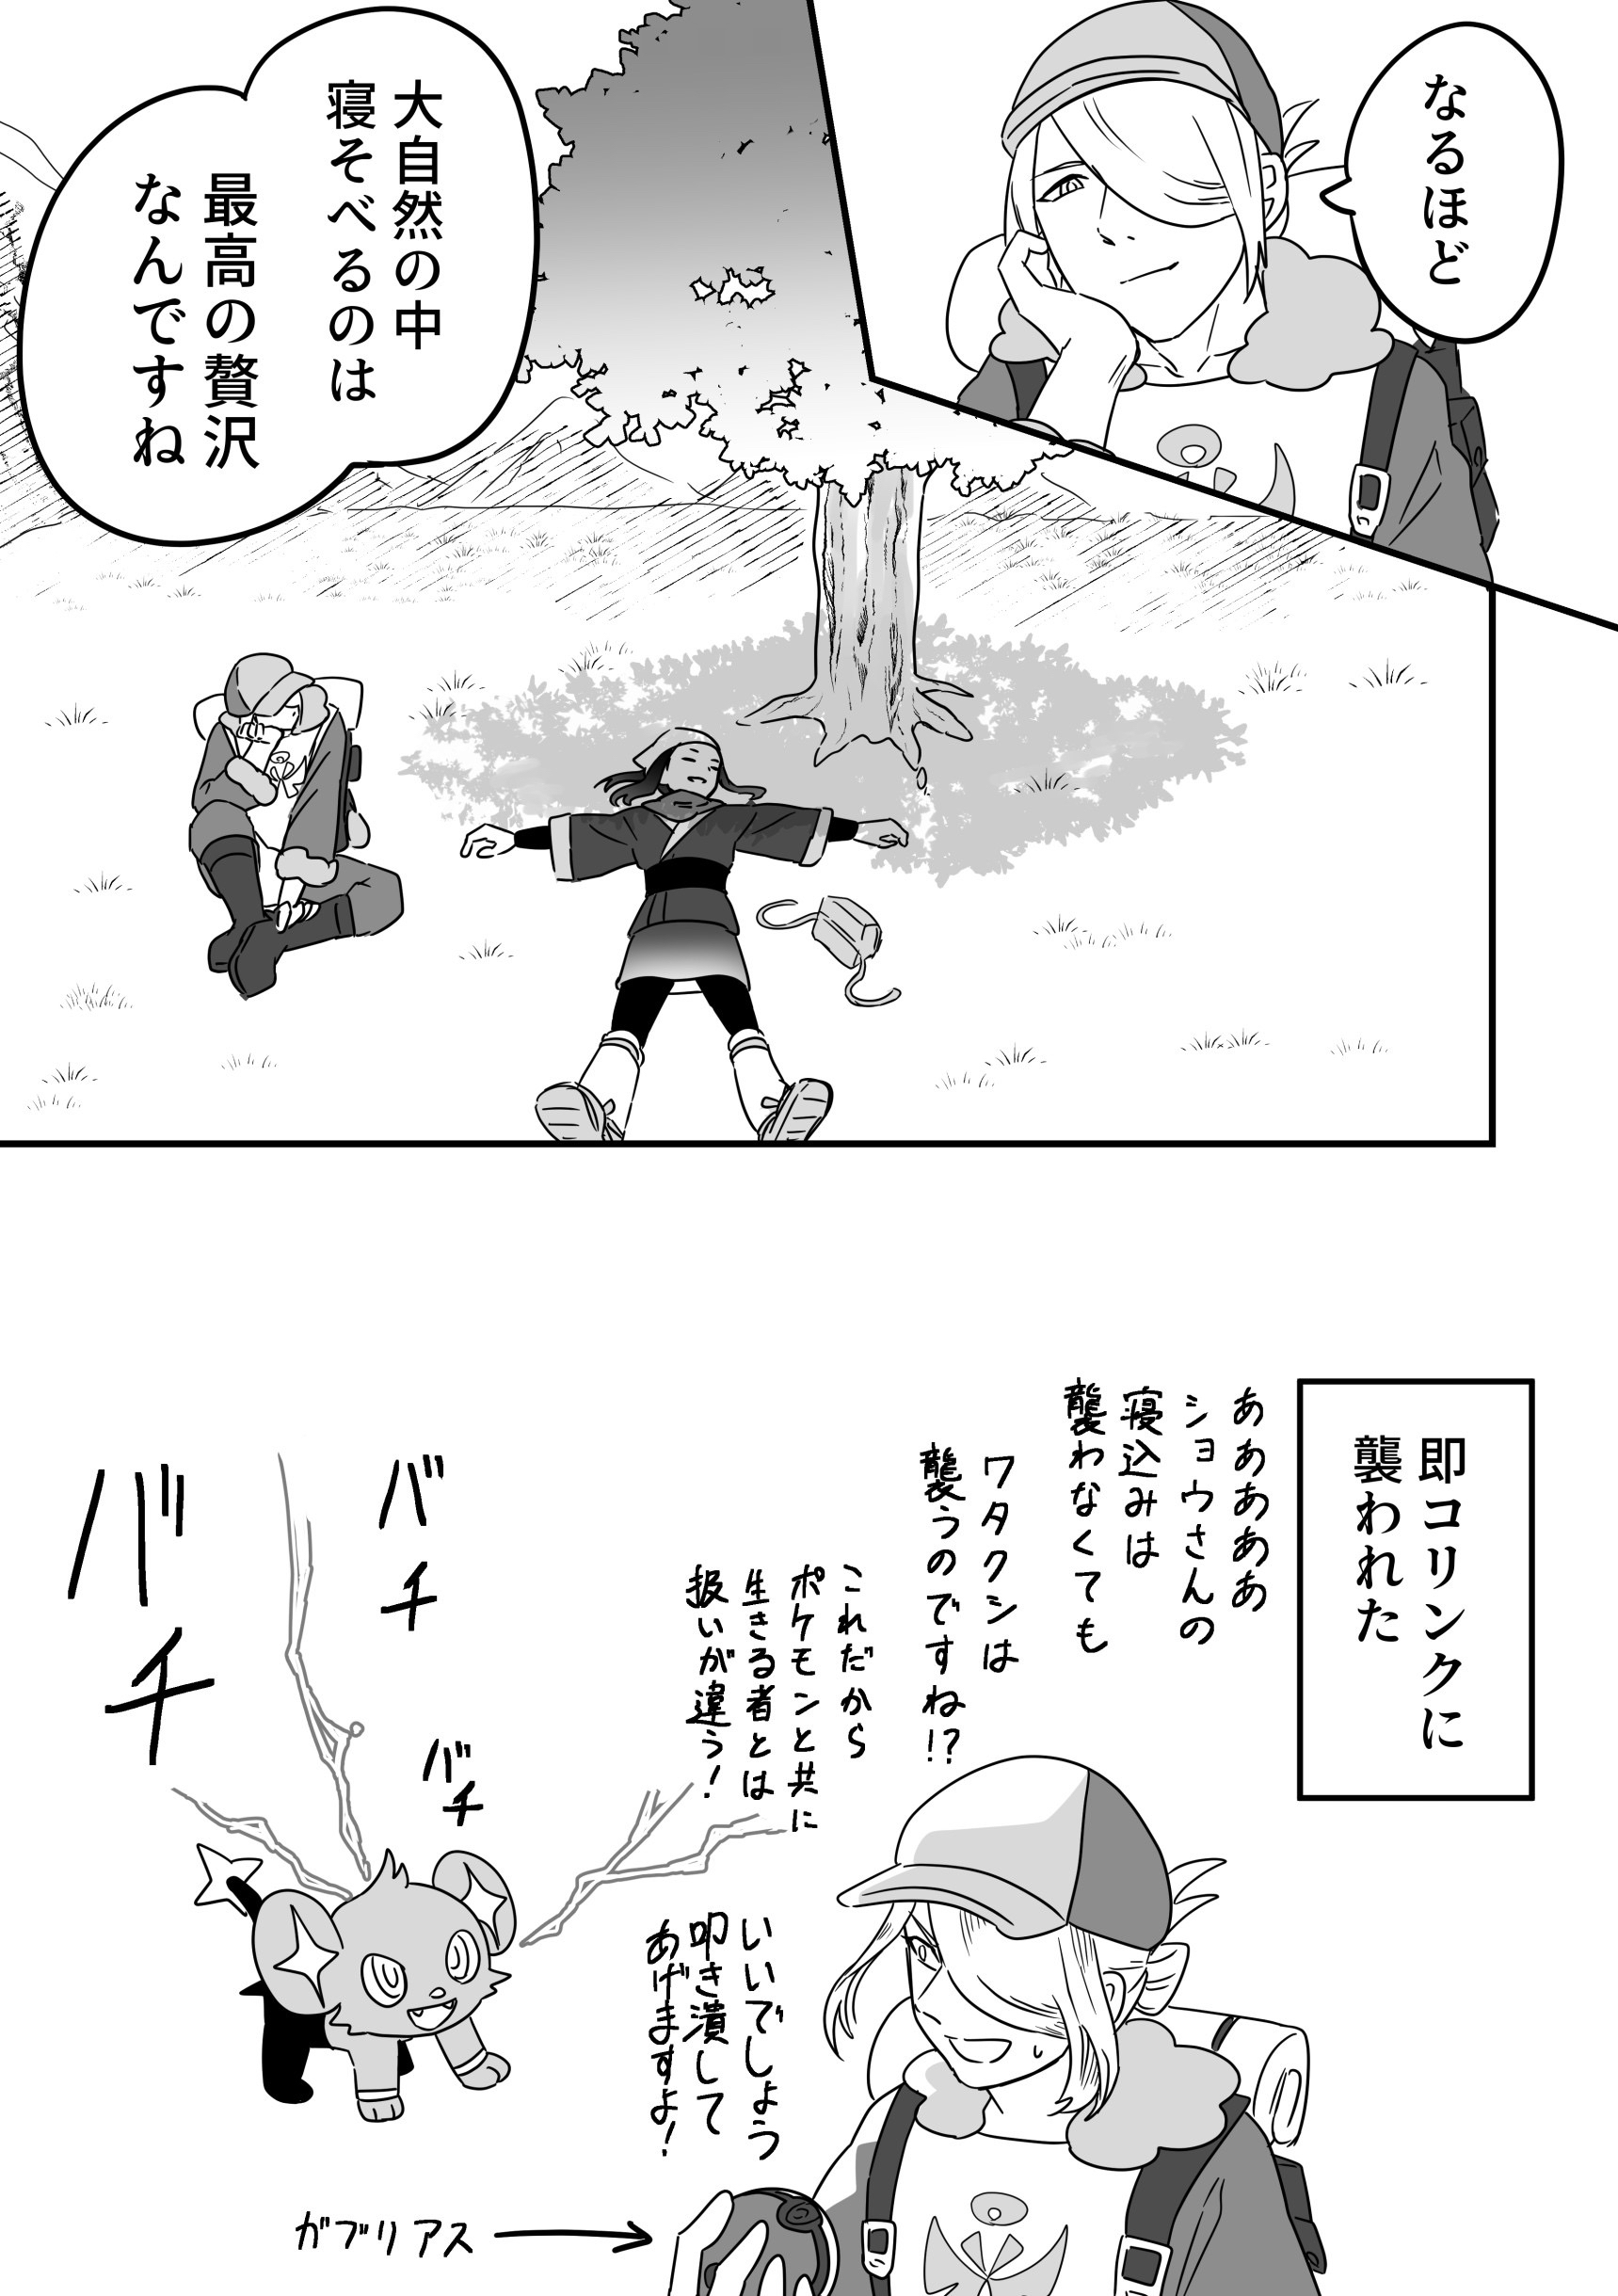 なるほど
大自然の中
寝そべるのは
最高の贅沢
なんですね
即コリンクに
襲われた
ああああああ
ショウさんの
寝込みは
襲わなくても
ワタクシは
襲うのですね!?
これだから
ポケモンと共に
生きる者とは
扱いが違う!
いいでしょう
叩き潰して
あげますよ!
バチ
バチ
バチ
ガブリアス